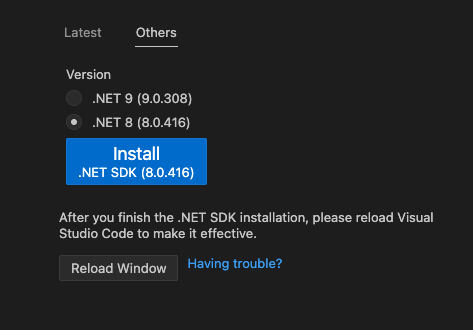 Latest Others
Version
.NET 9 (9.0.308)
.NET 8 (8.0.416)
Install
.NET SDK (8.0.416)
After you finish the .NET SDK installation, please reload Visual
Studio Code to make it effective.
Reload Window Having trouble?